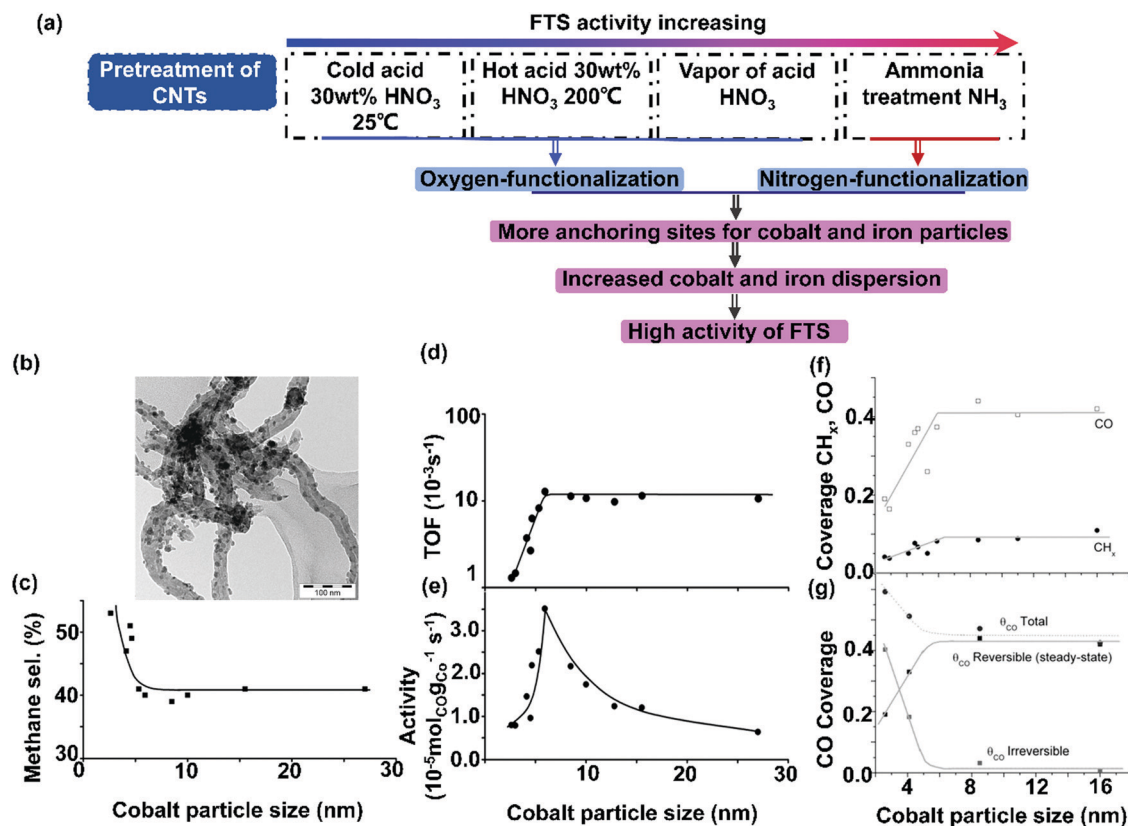 (a)
FTS activity increasing
Pretreatment of
CNTs
Cold acid
30wt% HNO₃
25℃
Hot acid 30wt%
HNO₃ 200℃
Vapor of acid
HNO₃
Ammonia
treatment NH₃
Oxygen-functionalization
Nitrogen-functionalization
More anchoring sites for cobalt and iron particles
Increased cobalt and iron dispersion
High activity of FTS
(b)
100 nm
(c)
Methane sel. (%)
50
40
30
0
10
20
30
Cobalt particle size (nm)
(d)
TOF (10⁻³s⁻¹)
100
10
1
(e)
Activity
(10⁻⁵mol_CO g_Co⁻¹ s⁻¹)
3.0
2.0
1.0
0.0
0
10
20
30
Cobalt particle size (nm)
(f)
Coverage CHₓ, CO
0.4
0.2
0.0
CO
CHₓ
(g)
CO Coverage
0.4
0.2
0.0
θ_CO Total
θ_CO Reversible (steady-state)
θ_CO Irreversible
4
8
12
16
Cobalt particle size (nm)